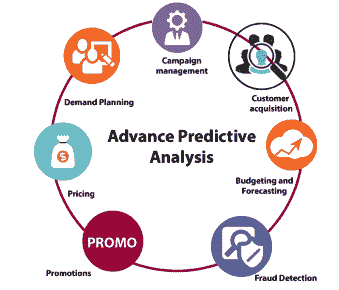 Campaign
management
Demand Planning
Customer
acquisition
Advance Predictive
Analysis
Budgeting and
Forecasting
$
Pricing
PROMO
Promotions
Fraud Detection